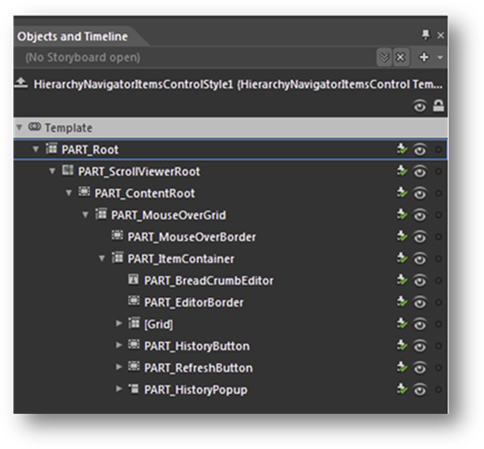 Objects and Timeline
(No Storyboard open)
HierarchyNavigatorItemsControlStyle1 (HierarchyNavigatorItemsControl Tem...
Template
PART_Root
PART_ScrollViewerRoot
PART_ContentRoot
PART_MouseOverGrid
PART_MouseOverBorder
PART_ItemContainer
PART_BreadCrumbEditor
PART_EditorBorder
[Grid]
PART_HistoryButton
PART_RefreshButton
PART_HistoryPopup